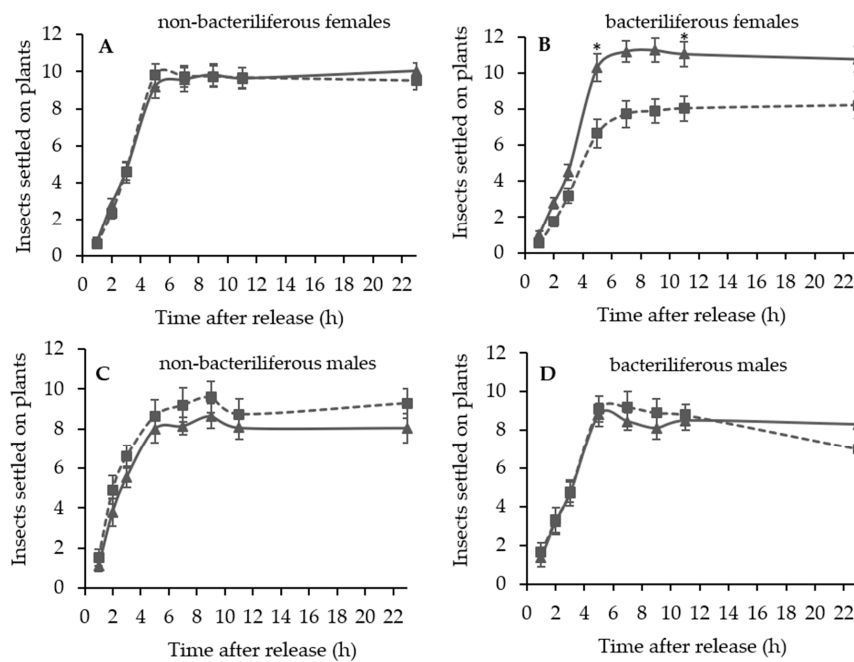 non-bacteriliferous females
A
12
10
8
6
4
2
0
Insects settled on plants
0 2 4 6 8 10 12 14 16 18 20 22
Time after release (h)
bacteriliferous females
B
* *
12
10
8
6
4
2
0
Insects settled on plants
0 2 4 6 8 10 12 14 16 18 20 22
Time after release (h)
non-bacteriliferous males
C
12
10
8
6
4
2
0
Insects settled on plants
0 2 4 6 8 10 12 14 16 18 20 22
Time after release (h)
bacteriliferous males
D
12
10
8
6
4
2
0
Insects settled on plants
0 2 4 6 8 10 12 14 16 18 20 22
Time after release (h)